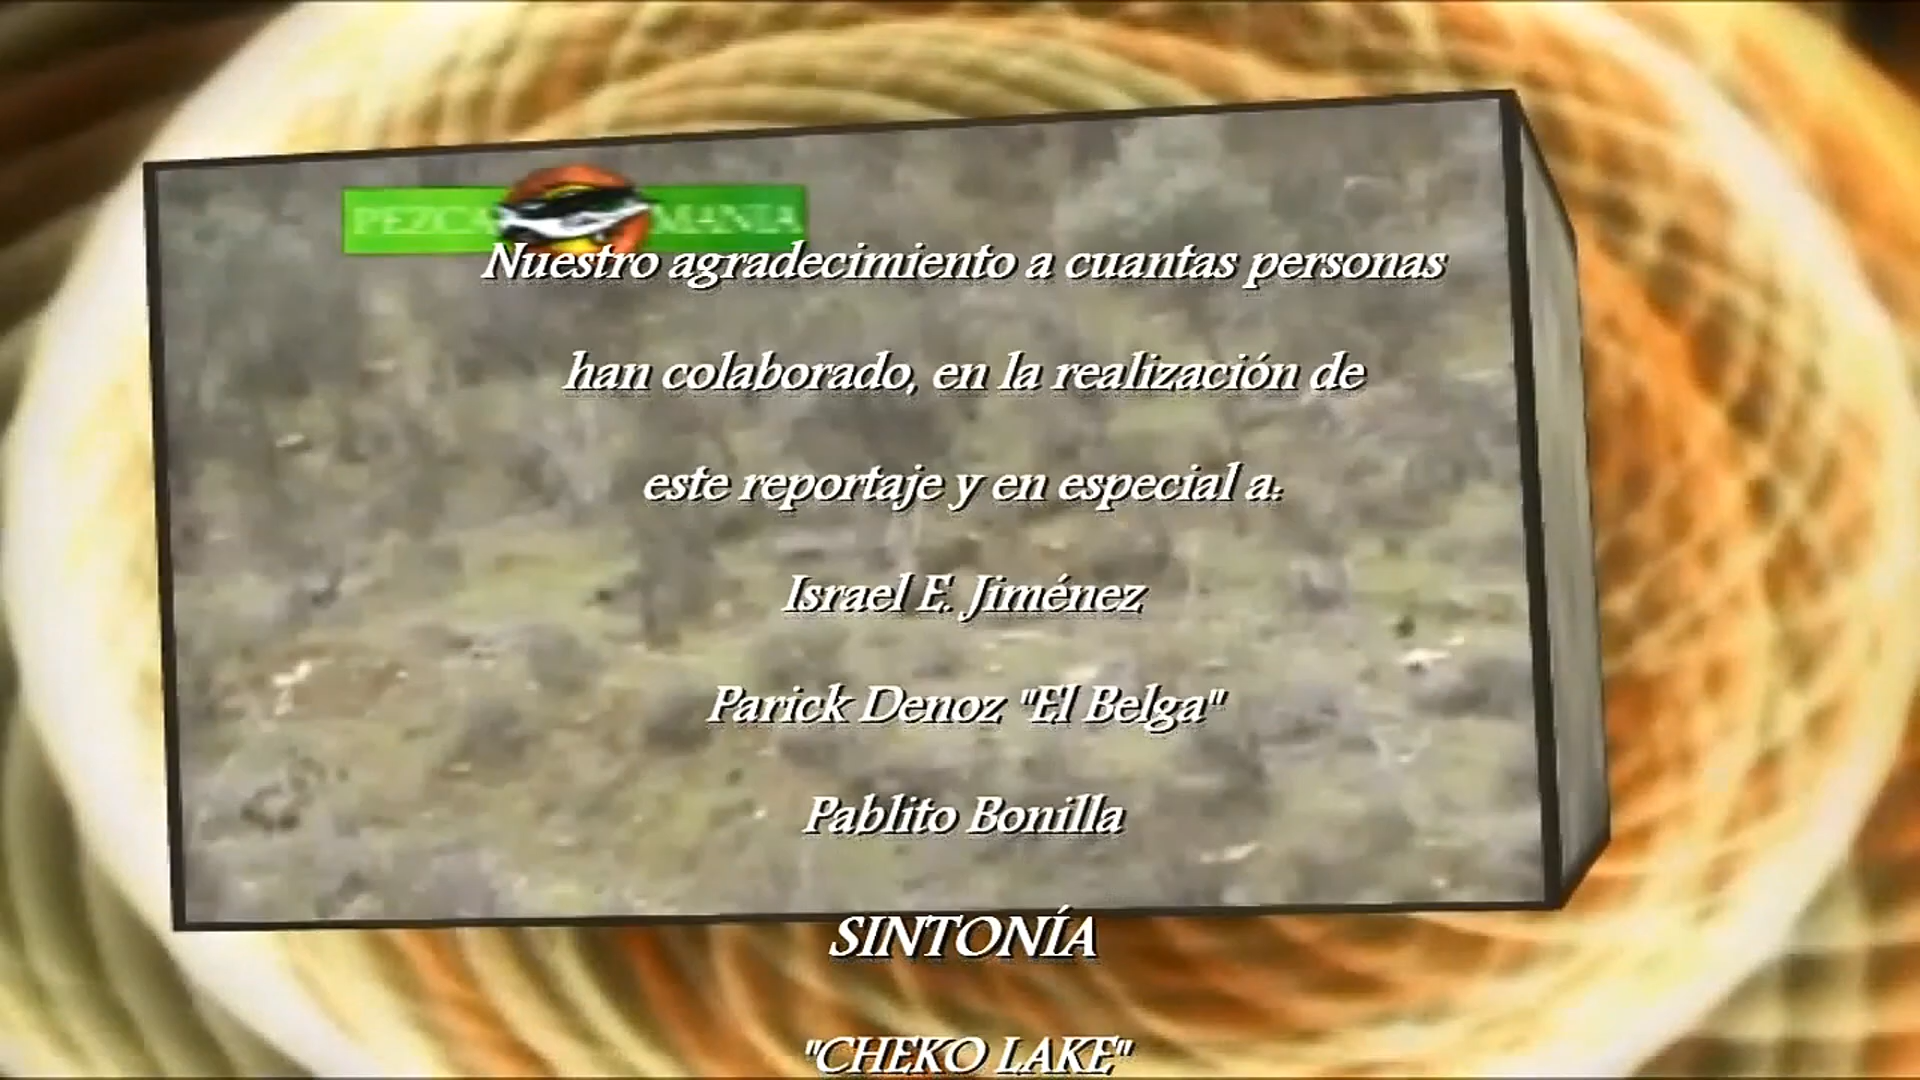 PEZCA MANIA
Nuestro agradecimiento a cuantas personas
han colaborado, en la realización de
este reportaje y en especial a:
Israel E. Jiménez
Parick Denoz "El Belga"
Pablito Bonilla
SINTONÍA
"CHEKO LAKE"